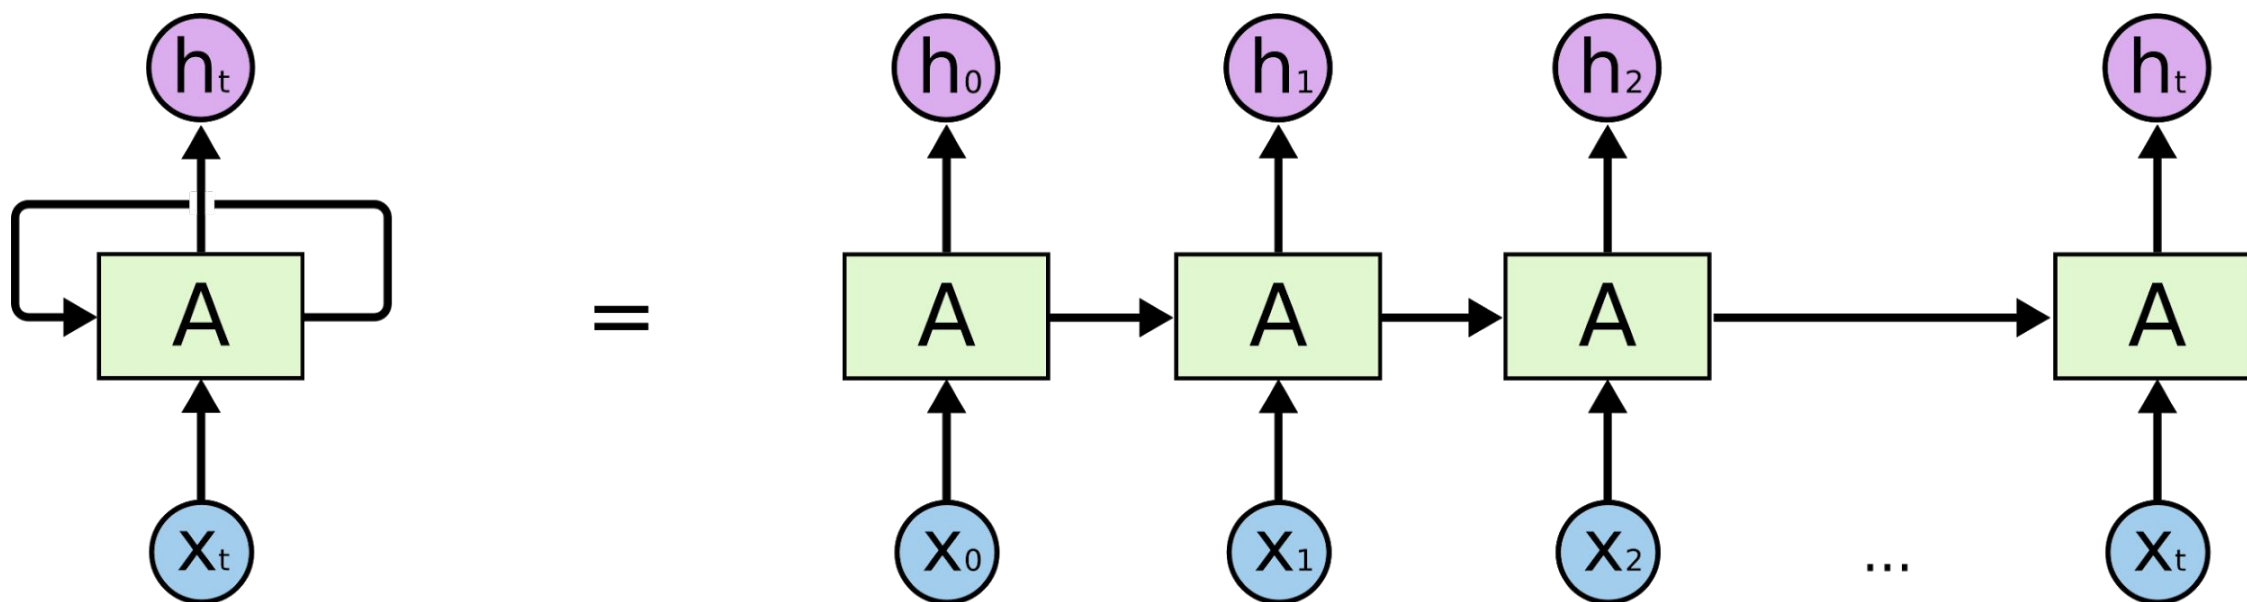 ht h0 h1 h2 ht
A = A A A A
xt x0 x1 x2 ... xt